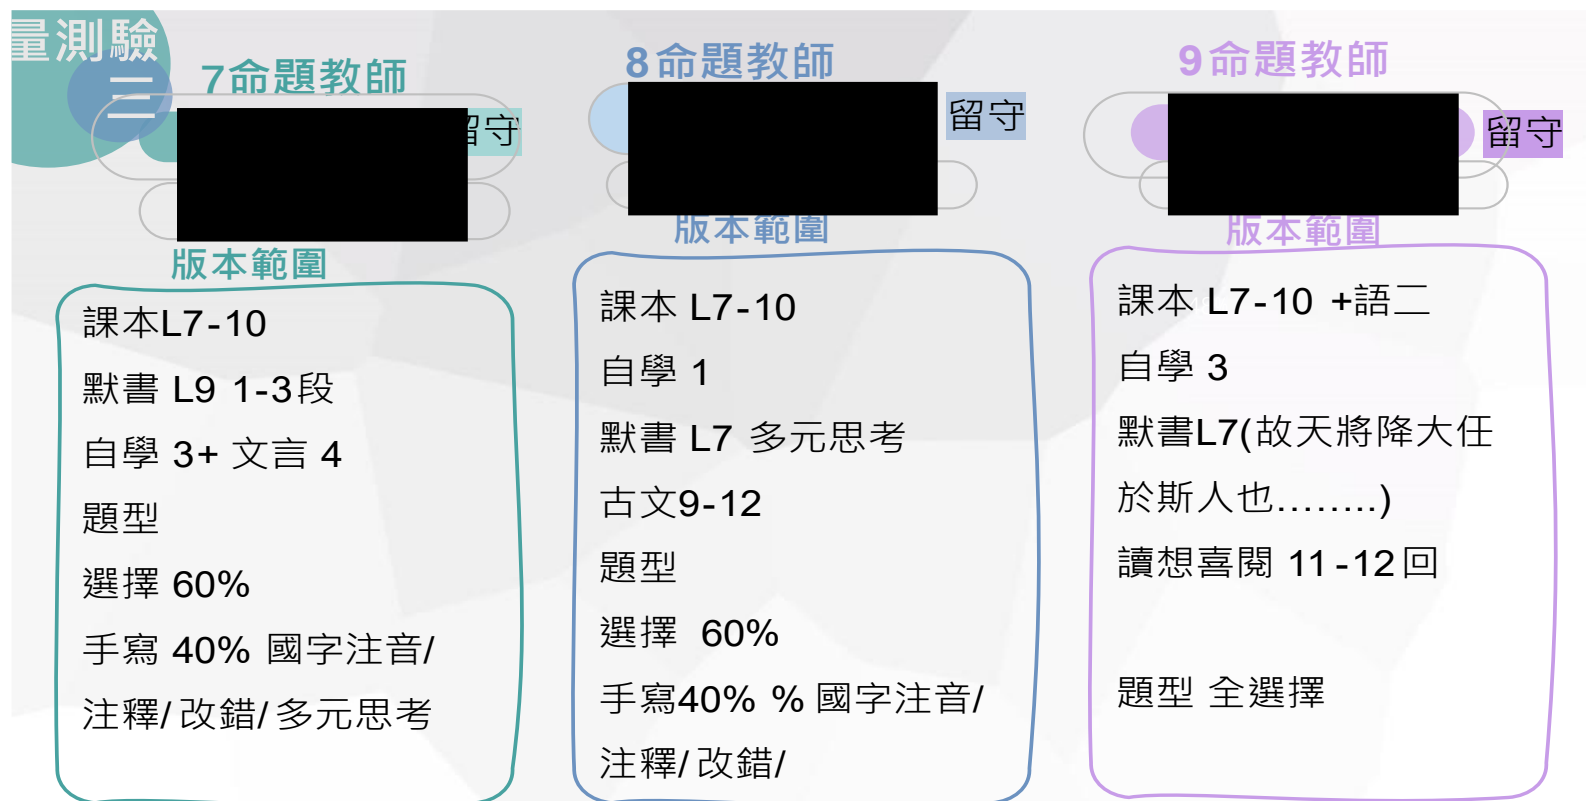 量測驗
三
7命題教師
留守
版本範圍
課本L7-10
默書 L9 1-3段
自學 3+ 文言 4
題型
選擇 60%
手寫 40% 國字注音/
注釋/ 改錯/ 多元思考
8命題教師
留守
版本範圍
課本 L7-10
自學 1
默書 L7 多元思考
古文9-12
題型
選擇 60%
手寫40% % 國字注音/
注釋/ 改錯/
9命題教師
留守
版本範圍
課本 L7-10 +語二
自學 3
默書L7(故天將降大任
於斯人也........)
讀想喜閱 11-12回
題型 全選擇